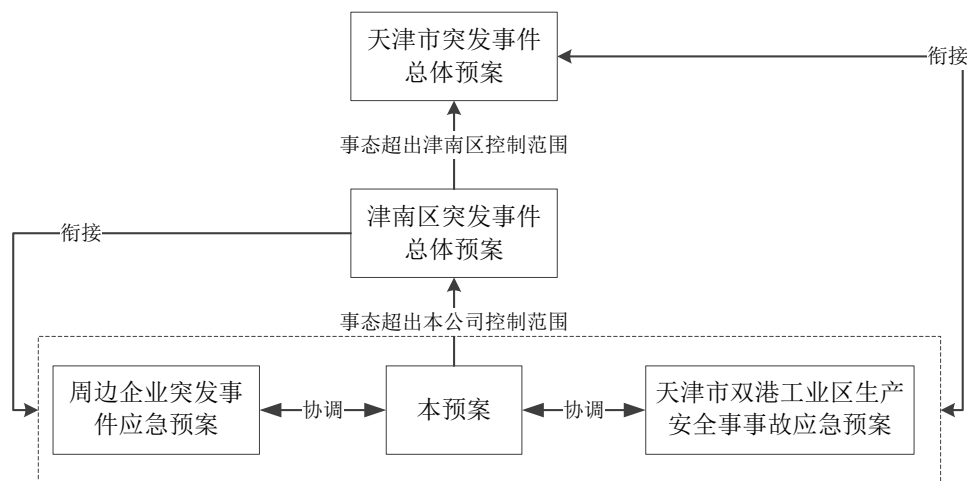 天津市突发事件
总体预案
衔接
事态超出津南区控制范围
津南区突发事件
总体预案
衔接
事态超出本公司控制范围
周边企业突发事
件应急预案
协调
本预案
协调
天津市双港工业区生产
安全事事故应急预案